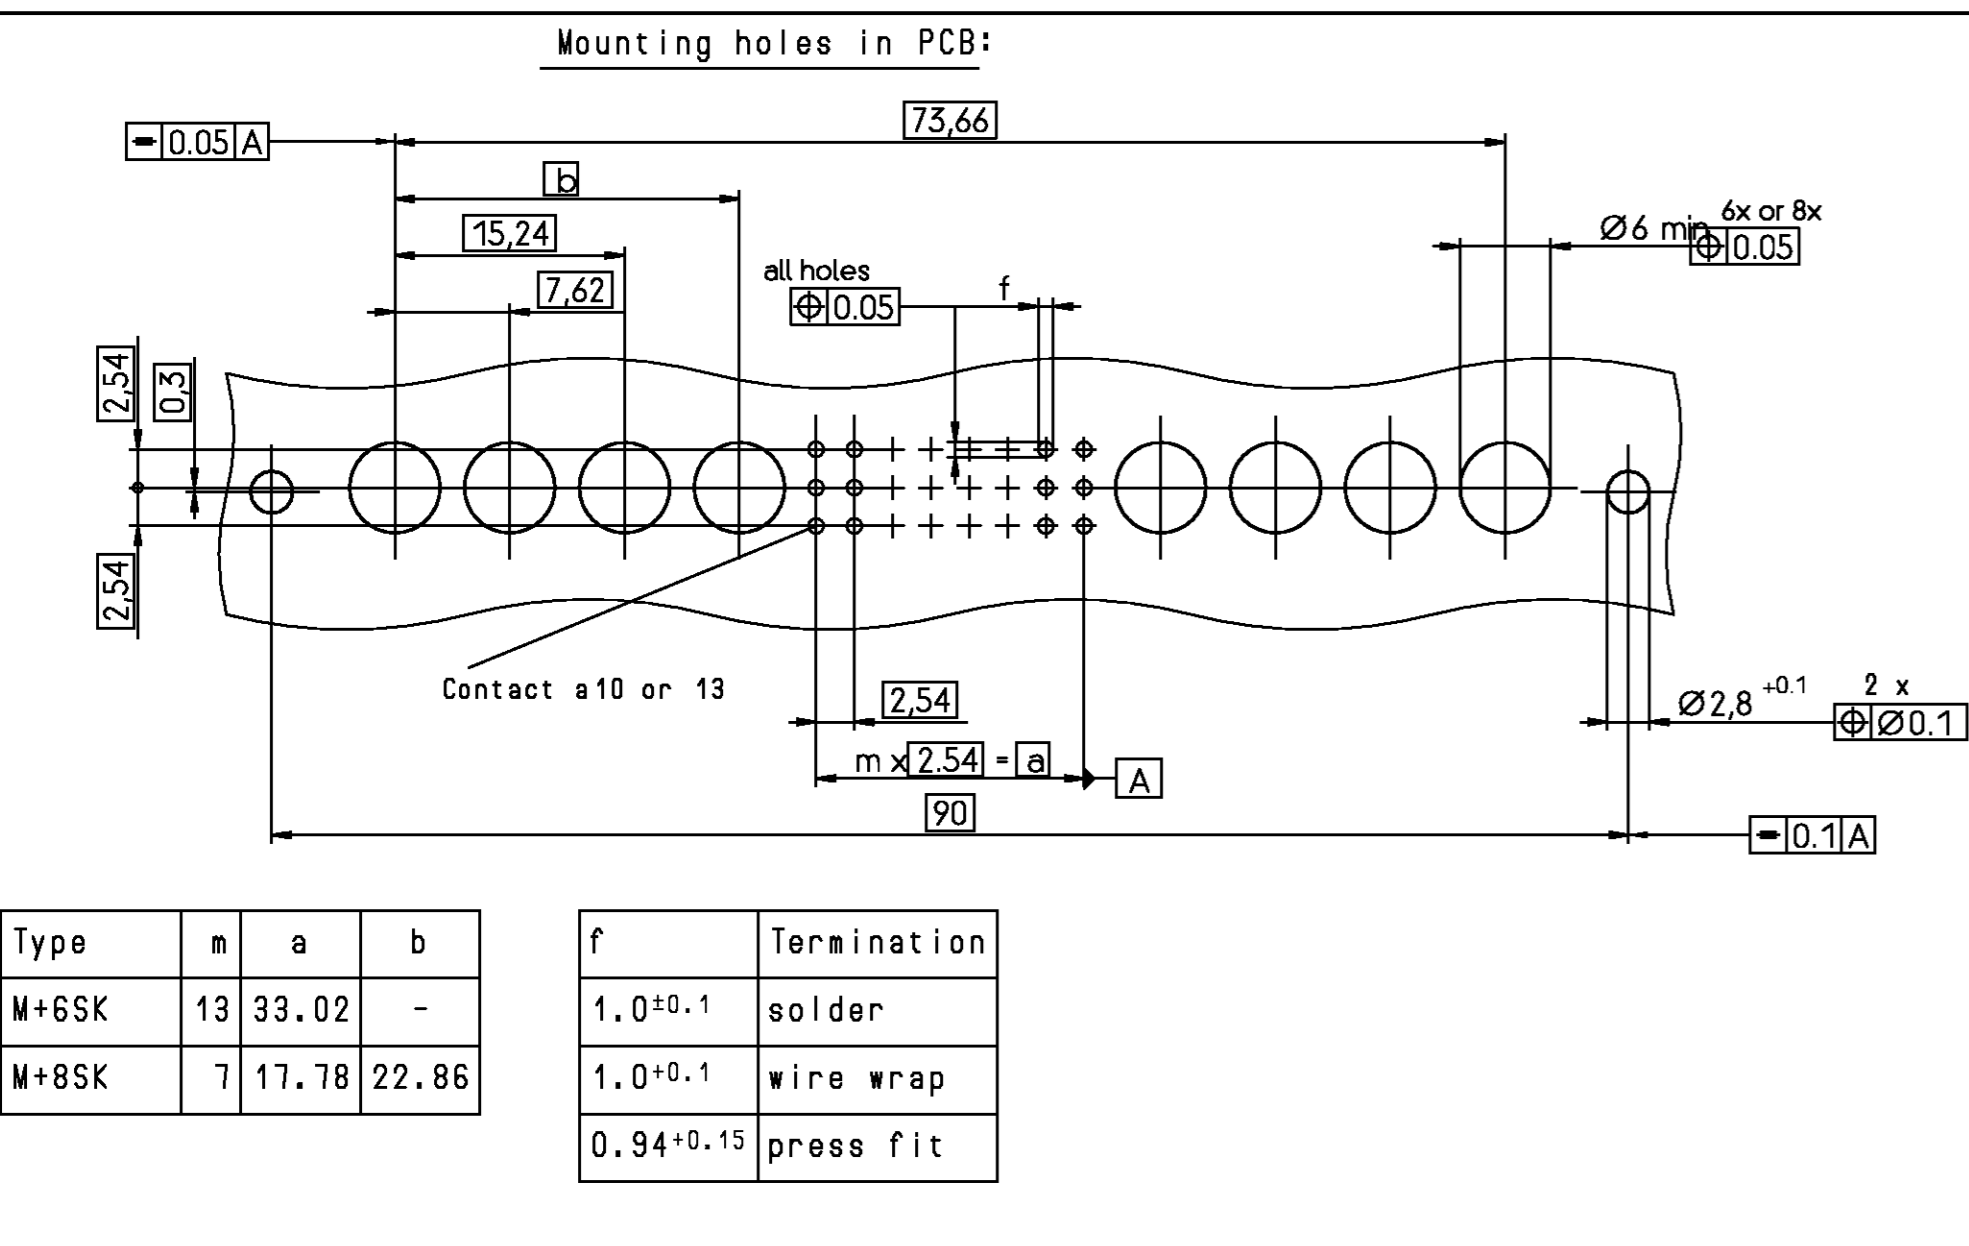 Mounting holes in PCB:
0.05 A
73,66
b
15,24
7,62
all holes
0.05
f
6x or 8x
Ø6 min
0.05
2,54
0,3
2,54
Contact a10 or 13
2,54
m x 2.54 = a
A
90
Ø2,8 +0.1
2 x
Ø0.1
0.1 A
Type m a b
M+6SK 13 33.02 -
M+8SK 7 17.78 22.86
f Termination
1.0±0.1 solder
1.0+0.1 wire wrap
0.94+0.15 press fit